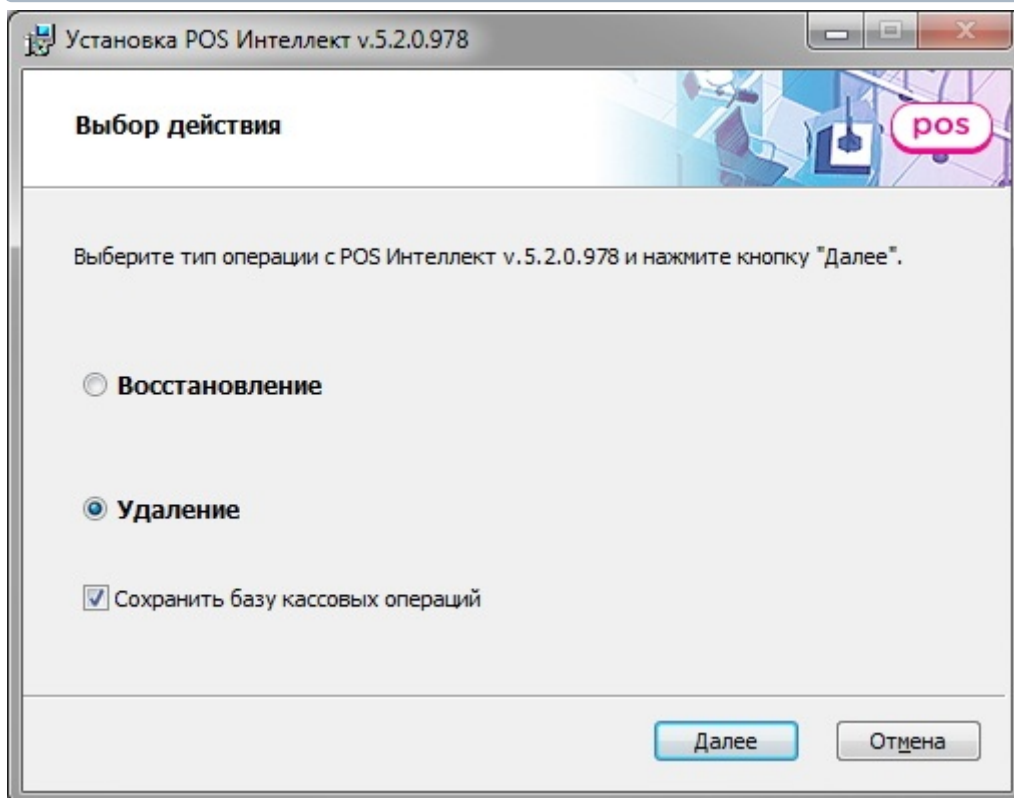 Установка POS Интеллект v.5.2.0.978
Выбор действия
pos
Выберите тип операции с POS Интеллект v.5.2.0.978 и нажмите кнопку "Далее".
Восстановление
Удаление
Сохранить базу кассовых операций
Далее
Отмена